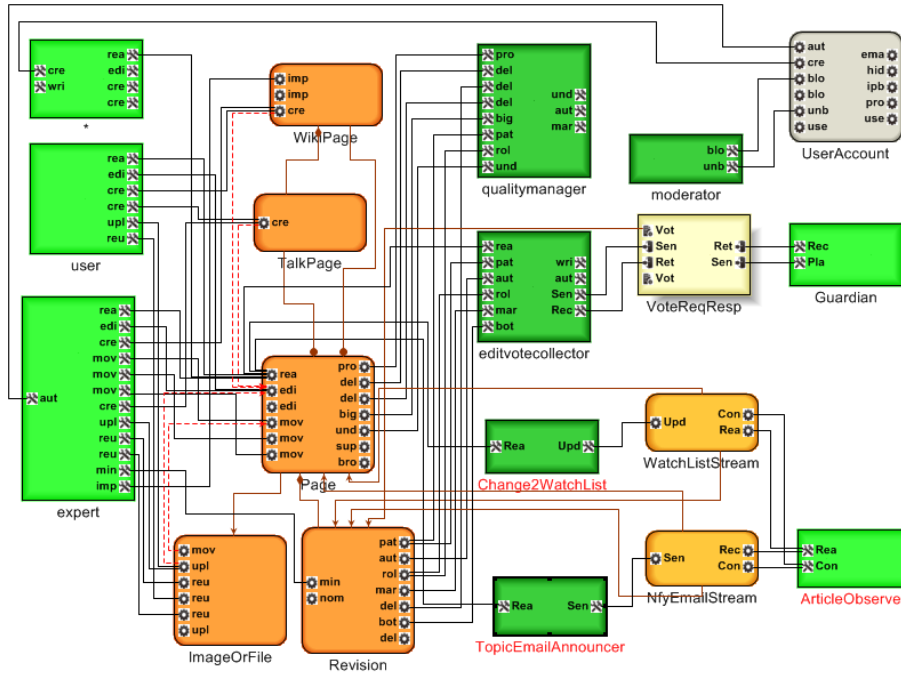 rea
edi
cre
cre
cre
wri
*
rea
edi
cre
cre
upl
reu
user
rea
edi
cre
mov
mov
mov
cre
upl
reu
reu
min
imp
aut
expert
imp
imp
cre
WikiPage
cre
TalkPage
rea
edi
edi
mov
mov
mov
pro
del
del
big
und
sup
bro
Page
mov
upl
reu
reu
reu
upl
ImageOrFile
min
nom
pat
aut
rol
mar
del
bot
del
Revision
pro
del
del
del
big
pat
rol
und
und
aut
mar
qualitymanager
rea
pat
aut
rol
mar
bot
wri
aut
Sen
Rec
editvotecollector
Rea
Upd
Change2WatchList
Rea
Sen
TopicEmailAnnouncer
blo
unb
moderator
aut
cre
blo
blo
unb
use
ema
hid
ipb
pro
use
UserAccount
Vot
Sen
Ret
Vot
Ret
Sen
VoteReqResp
Rec
Pla
Guardian
Upd
Con
Rea
WatchListStream
Sen
Rec
Con
NfyEmailStream
Rea
Con
ArticleObserve